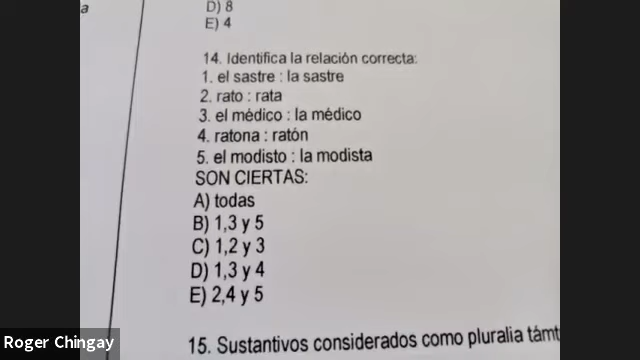 a
D) 8
E) 4
14. Identifica la relación correcta:
1. el sastre : la sastre
2. rato : rata
3. el médico : la médico
4. ratona : ratón
5. el modisto : la modista
SON CIERTAS:
A) todas
B) 1,3 y 5
C) 1,2 y 3
D) 1,3 y 4
E) 2,4 y 5
15. Sustantivos considerados como pluralia támt
Roger Chingay